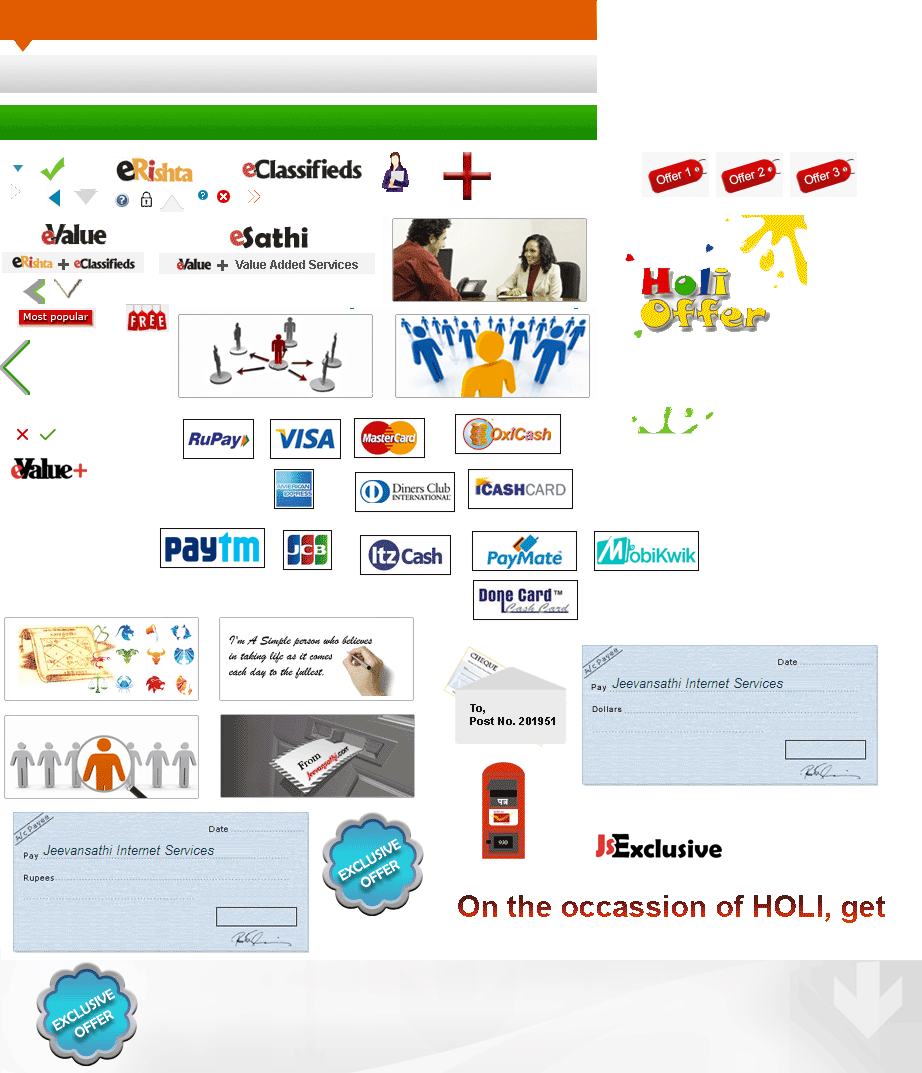 eRishta
eClassifieds
Offer 1
Offer 2
Offer 3
eValue
eRishta + eClassifieds
eSathi
eValue + Value Added Services
Holi
Offer
Most popular
FREE
RuPay
VISA
MasterCard
OxiCash
eValue+
AMERICAN
EXPRESS
Diners Club
INTERNATIONAL
ICASHCARD
paytm
JCB
Itz Cash
PayMate
MobiKwik
Done Card™
Cash Card
I'm A Simple person who believes
in taking life as it comes
each day to the fullest.
CHEQUE
To,
Post No. 201951
A/c Payee
Date
Pay Jeevansathi Internet Services
Dollars
From
Jeevansathi.com
पत्र
A/c Payee
Date
Pay Jeevansathi Internet Services
Rupees
EXCLUSIVE
OFFER
JsExclusive
On the occassion of HOLI, get
EXCLUSIVE
OFFER